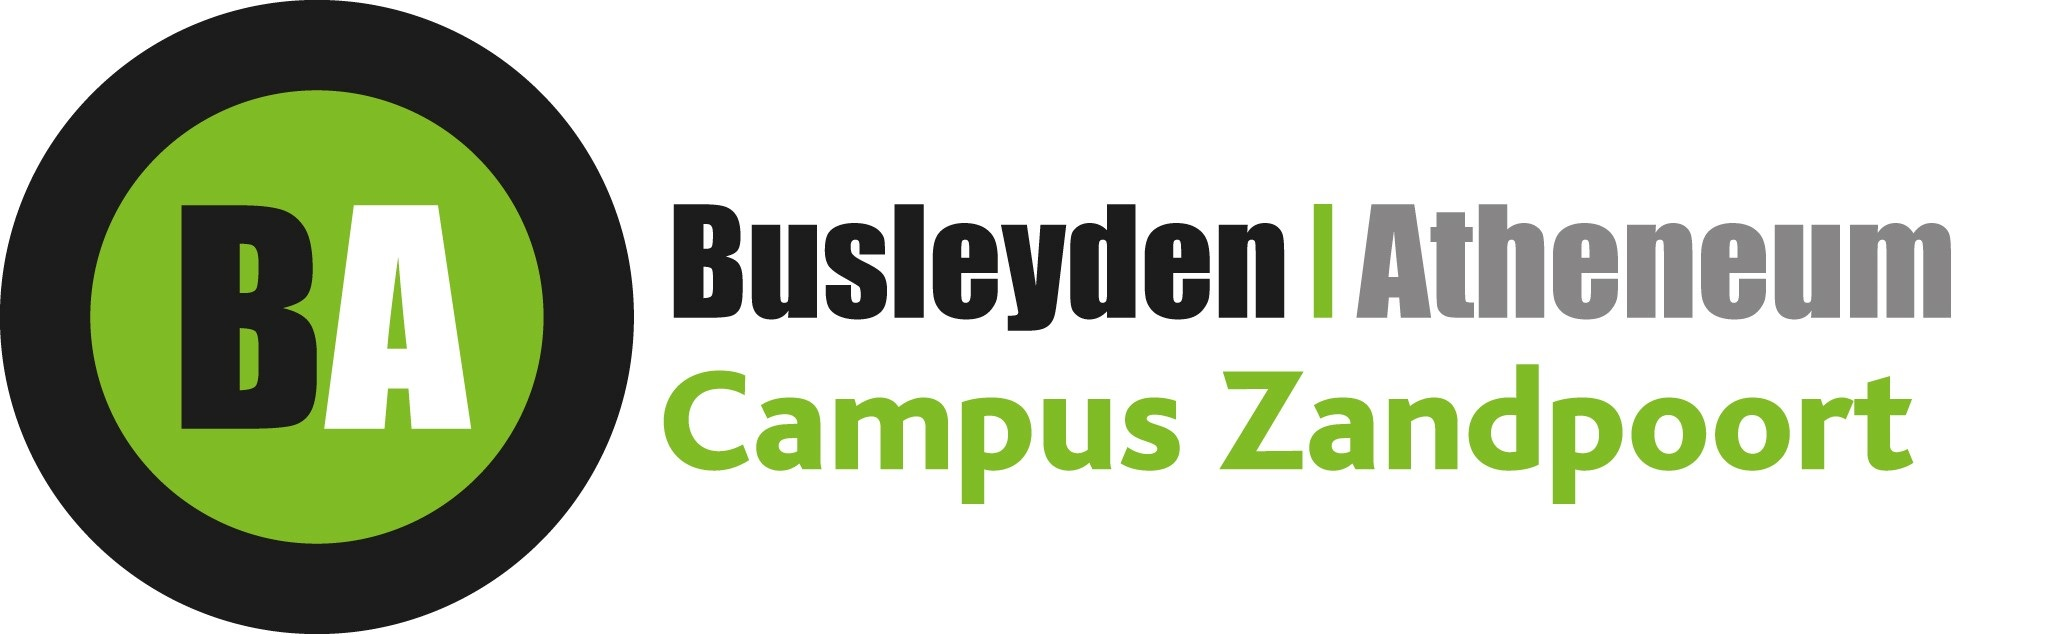 BA
Busleyden | Atheneum
Campus Zandpoort